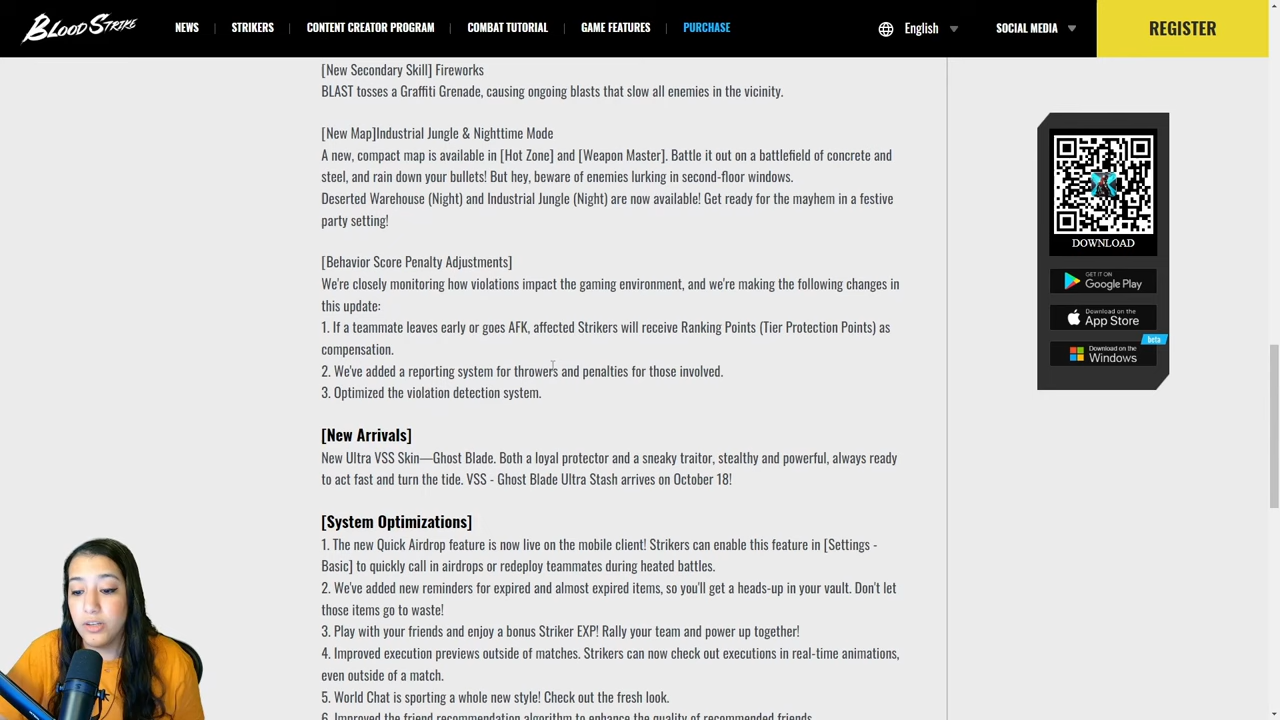 BLOOD STRIKE
NEWS
STRIKERS
CONTENT CREATOR PROGRAM
COMBAT TUTORIAL
GAME FEATURES
PURCHASE
English
SOCIAL MEDIA
REGISTER
[New Secondary Skill] Fireworks
BLAST tosses a Graffiti Grenade, causing ongoing blasts that slow all enemies in the vicinity.
[New Map]Industrial Jungle & Nighttime Mode
A new, compact map is available in [Hot Zone] and [Weapon Master]. Battle it out on a battlefield of concrete and
steel, and rain down your bullets! But hey, beware of enemies lurking in second-floor windows.
Deserted Warehouse (Night) and Industrial Jungle (Night) are now available! Get ready for the mayhem in a festive
party setting!
[Behavior Score Penalty Adjustments]
We're closely monitoring how violations impact the gaming environment, and we're making the following changes in
this update:
1. If a teammate leaves early or goes AFK, affected Strikers will receive Ranking Points (Tier Protection Points) as
compensation.
2. We've added a reporting system for throwers and penalties for those involved.
3. Optimized the violation detection system.
[New Arrivals]
New Ultra VSS Skin—Ghost Blade. Both a loyal protector and a sneaky traitor, stealthy and powerful, always ready
to act fast and turn the tide. VSS - Ghost Blade Ultra Stash arrives on October 18!
[System Optimizations]
1. The new Quick Airdrop feature is now live on the mobile client! Strikers can enable this feature in [Settings -
Basic] to quickly call in airdrops or redeploy teammates during heated battles.
2. We've added new reminders for expired and almost expired items, so you'll get a heads-up in your vault. Don't let
those items go to waste!
3. Play with your friends and enjoy a bonus Striker EXP! Rally your team and power up together!
4. Improved execution previews outside of matches. Strikers can now check out executions in real-time animations,
even outside of a match.
5. World Chat is sporting a whole new style! Check out the fresh look.
6. Improved the friend recommendation algorithm to enhance the quality of recommended friends.
DOWNLOAD
GET IT ON
Google Play
Download on the
App Store
beta
Download on the
Windows